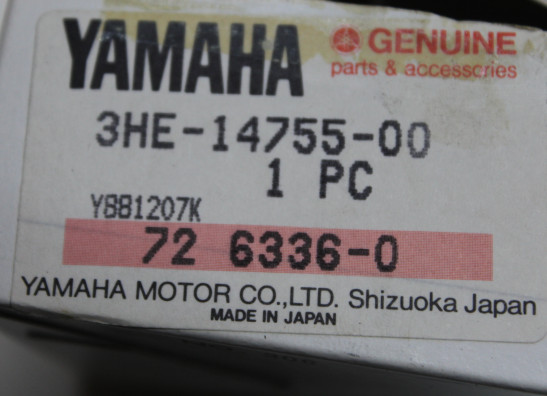 YAMAHA GENUINE
parts & accessories
3HE-14755-00
1 PC
Y881207K
72 6336-0
YAMAHA MOTOR CO.,LTD. Shizuoka Japan
MADE IN JAPAN